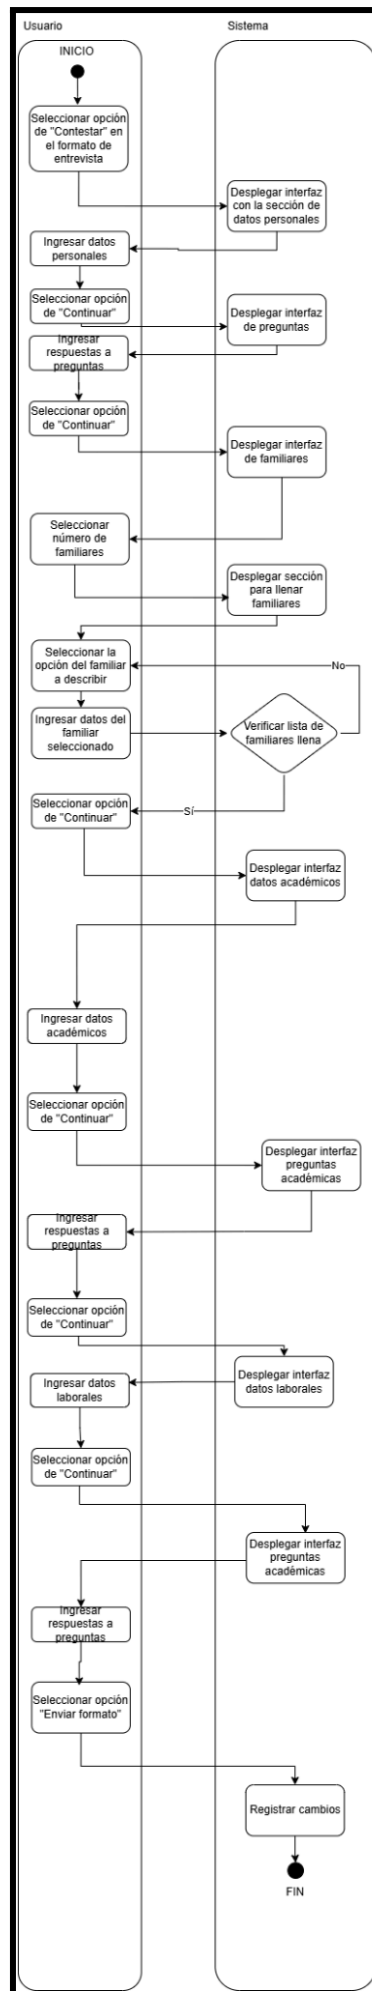 Usuario
Sistema
INICIO
Seleccionar opción
de "Contestar" en
el formato de
entrevista
Desplegar interfaz
con la sección de
datos personales
Ingresar datos
personales
Seleccionar opción
de "Continuar"
Desplegar interfaz
de preguntas
Ingresar
respuestas a
preguntas
Seleccionar opción
de "Continuar"
Desplegar interfaz
de familiares
Seleccionar
número de
familiares
Desplegar sección
para llenar
familiares
Seleccionar la
opción del familiar
a describir
No
Ingresar datos del
familiar
seleccionado
Verificar lista de
familiares llena
Seleccionar opción
de "Continuar"
Sí
Desplegar interfaz
datos académicos
Ingresar datos
académicos
Seleccionar opción
de "Continuar"
Desplegar interfaz
preguntas
académicas
Ingresar
respuestas a
preguntas
Seleccionar opción
de "Continuar"
Desplegar interfaz
datos laborales
Ingresar datos
laborales
Seleccionar opción
de "Continuar"
Desplegar interfaz
preguntas
académicas
Ingresar
respuestas a
preguntas
Seleccionar opción
"Enviar formato"
Registrar cambios
FIN